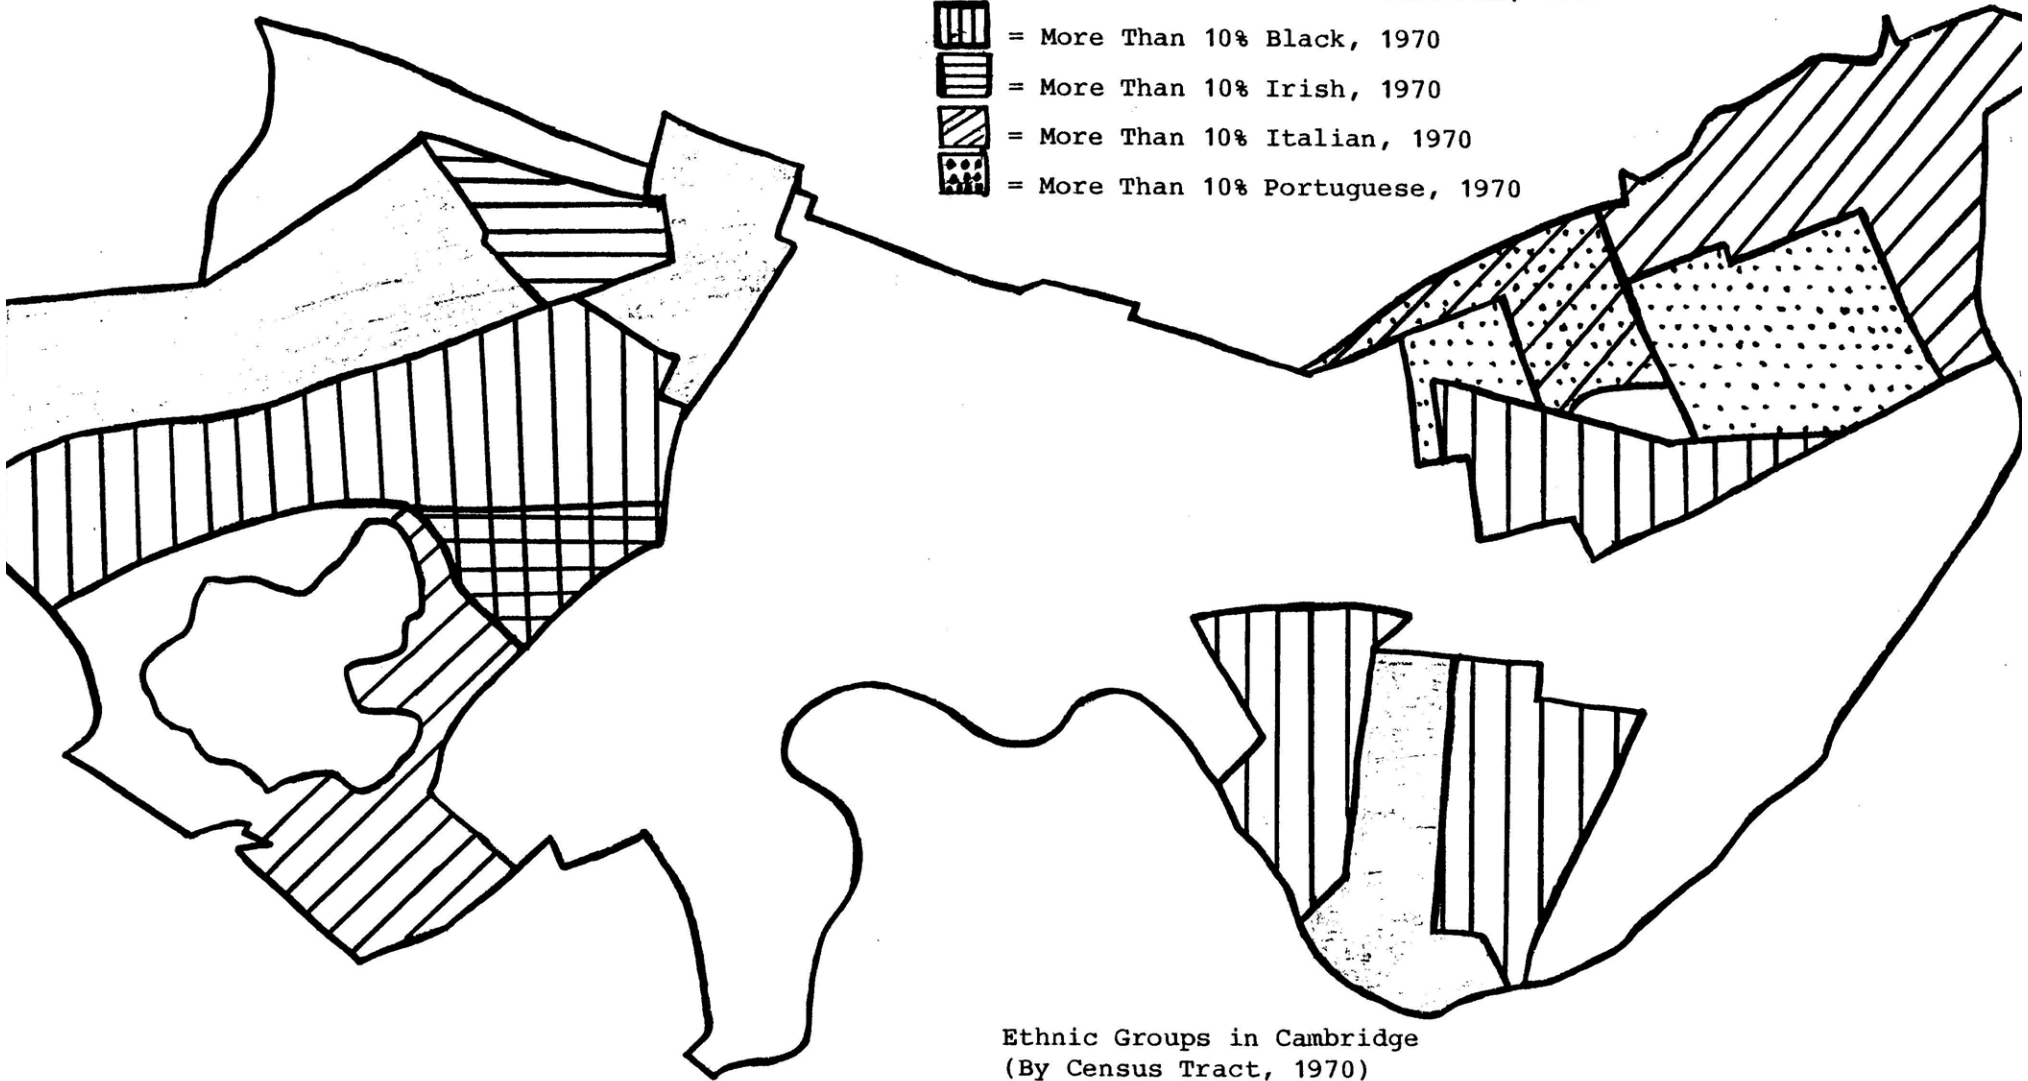 = More Than 10% Black, 1970
= More Than 10% Irish, 1970
= More Than 10% Italian, 1970
= More Than 10% Portuguese, 1970
Ethnic Groups in Cambridge
(By Census Tract, 1970)